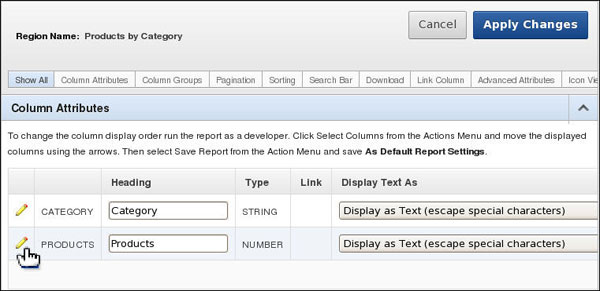 Cancel
Apply Changes
Region Name: Products by Category
Show All Column Attributes Column Groups Pagination Sorting Search Bar Download Link Column Advanced Attributes Icon Vie
Column Attributes
To change the column display order run the report as a developer. Click Select Columns from the Actions Menu and move the displayed
columns using the arrows. Then select Save Report from the Action Menu and save As Default Report Settings.
Heading Type Link Display Text As
CATEGORY Category STRING Display as Text (escape special characters)
PRODUCTS Products NUMBER Display as Text (escape special characters)